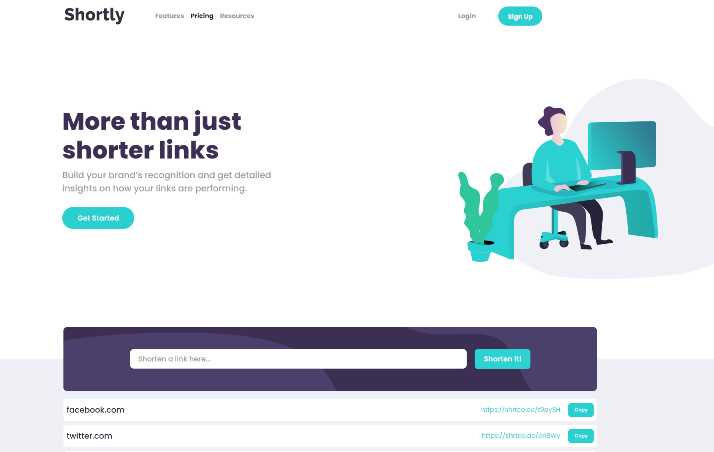 Shortly
Features Pricing Resources
Login
Sign Up
More than just
shorter links
Build your brand's recognition and get detailed
insights on how your links are performing.
Get Started
Shorten a link here...
Shorten It!
facebook.com
https://shrtco.de/t9pySH
Copy
twitter.com
https://shrtco.de/on8Wv
Copy